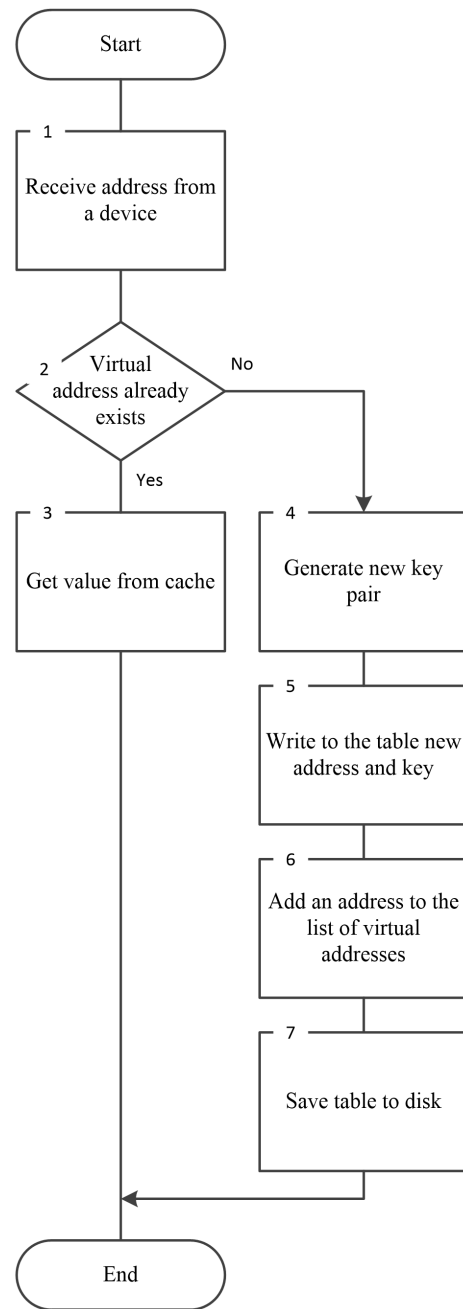 Start
1
Receive address from
a device
2
Virtual
address already
exists
No
Yes
3
Get value from cache
4
Generate new key
pair
5
Write to the table new
address and key
6
Add an address to the
list of virtual
addresses
7
Save table to disk
End